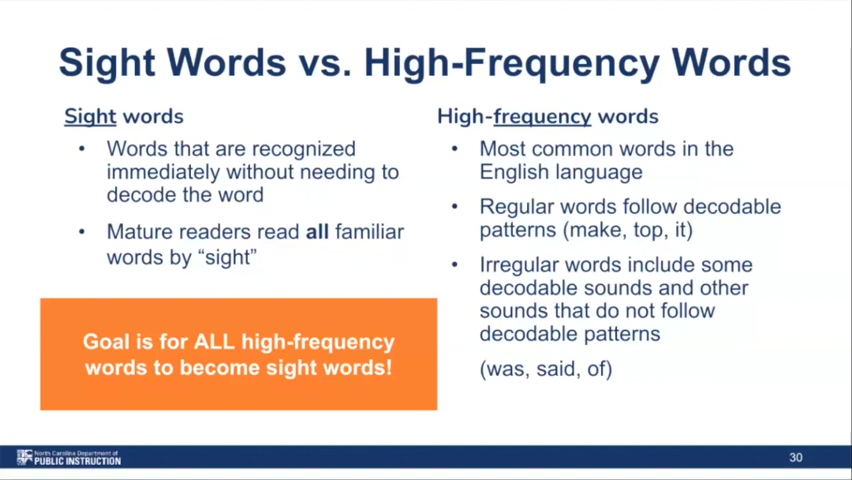 Sight Words vs. High-Frequency Words
Sight words
• Words that are recognized
immediately without needing to
decode the word
• Mature readers read all familiar
words by “sight”
Goal is for ALL high-frequency
words to become sight words!
High-frequency words
• Most common words in the
English language
• Regular words follow decodable
patterns (make, top, it)
• Irregular words include some
decodable sounds and other
sounds that do not follow
decodable patterns
(was, said, of)
North Carolina Department of
PUBLIC INSTRUCTION
30